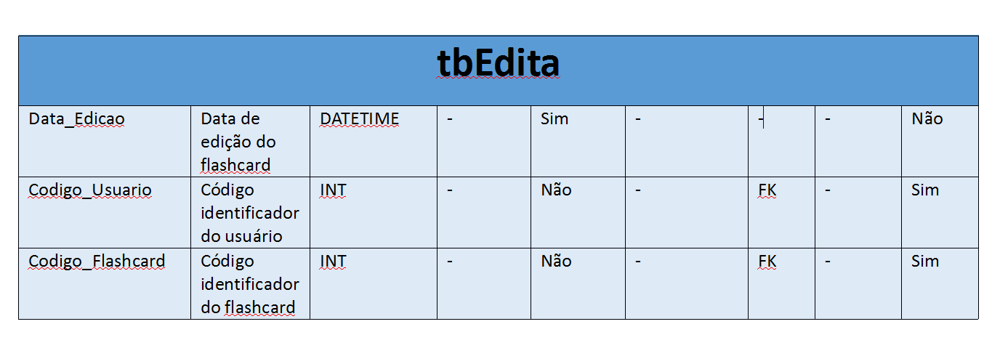 tbEdita
Data_Edicao Data de DATETIME - Sim - - - Não
edição do
flashcard
Codigo_Usuario Código INT - Não - FK - Sim
identificador
do usuário
Codigo_Flashcard Código INT - Não - FK - Sim
identificador
do flashcard